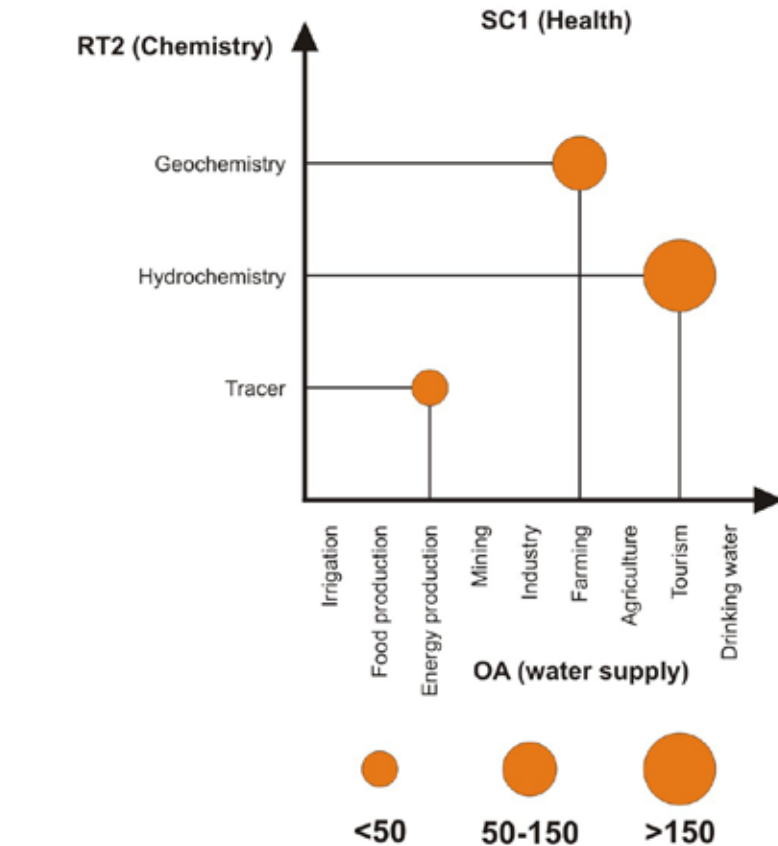 SC1 (Health)
RT2 (Chemistry)
Geochemistry
Hydrochemistry
Tracer
Irrigation
Food production
Energy production
Mining
Industry
Farming
Agriculture
Tourism
Drinking water
OA (water supply)
<50
50-150
>150